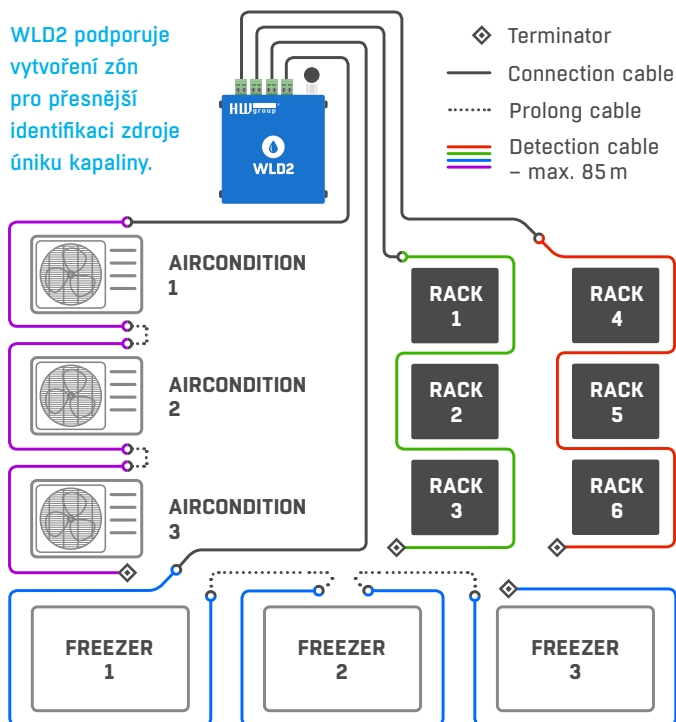 WLD2 podporuje
vytvoření zón
pro přesnější
identifikaci zdroje
úniku kapaliny.
HW group
WLD2
Terminator
Connection cable
Prolong cable
Detection cable
– max. 85 m
AIRCONDITION
1
AIRCONDITION
2
AIRCONDITION
3
RACK
1
RACK
2
RACK
3
RACK
4
RACK
5
RACK
6
FREEZER
1
FREEZER
2
FREEZER
3